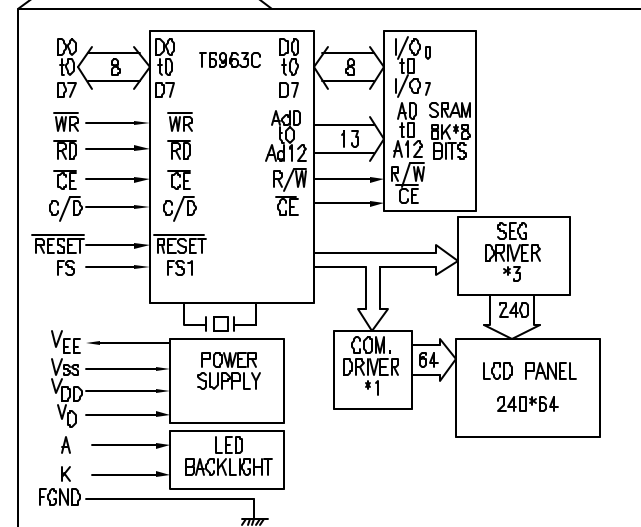 D0 D0 T6963C D0 I/O0
t0 8 t0 t0 8 t0
D7 D7 D7 I/O7
WR WR Ad0 A0 SRAM
t0 13 t0 8K*8
RD RD Ad12 A12 BITS
CE CE R/W R/W
C/D C/D CE CE
RESET RESET
FS FS1
SEG
DRIVER
*3
240
VEE
VSS
VDD
V0
POWER
SUPPLY
COM.
DRIVER
*1
64
LCD PANEL
240*64
A
K
LED
BACKLIGHT
FGND